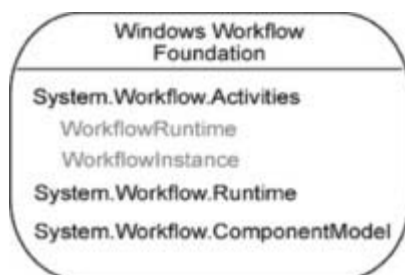 Windows Workflow
Foundation
System.Workflow.Activities
WorkflowRuntime
WorkflowInstance
System.Workflow.Runtime
System.Workflow.ComponentModel